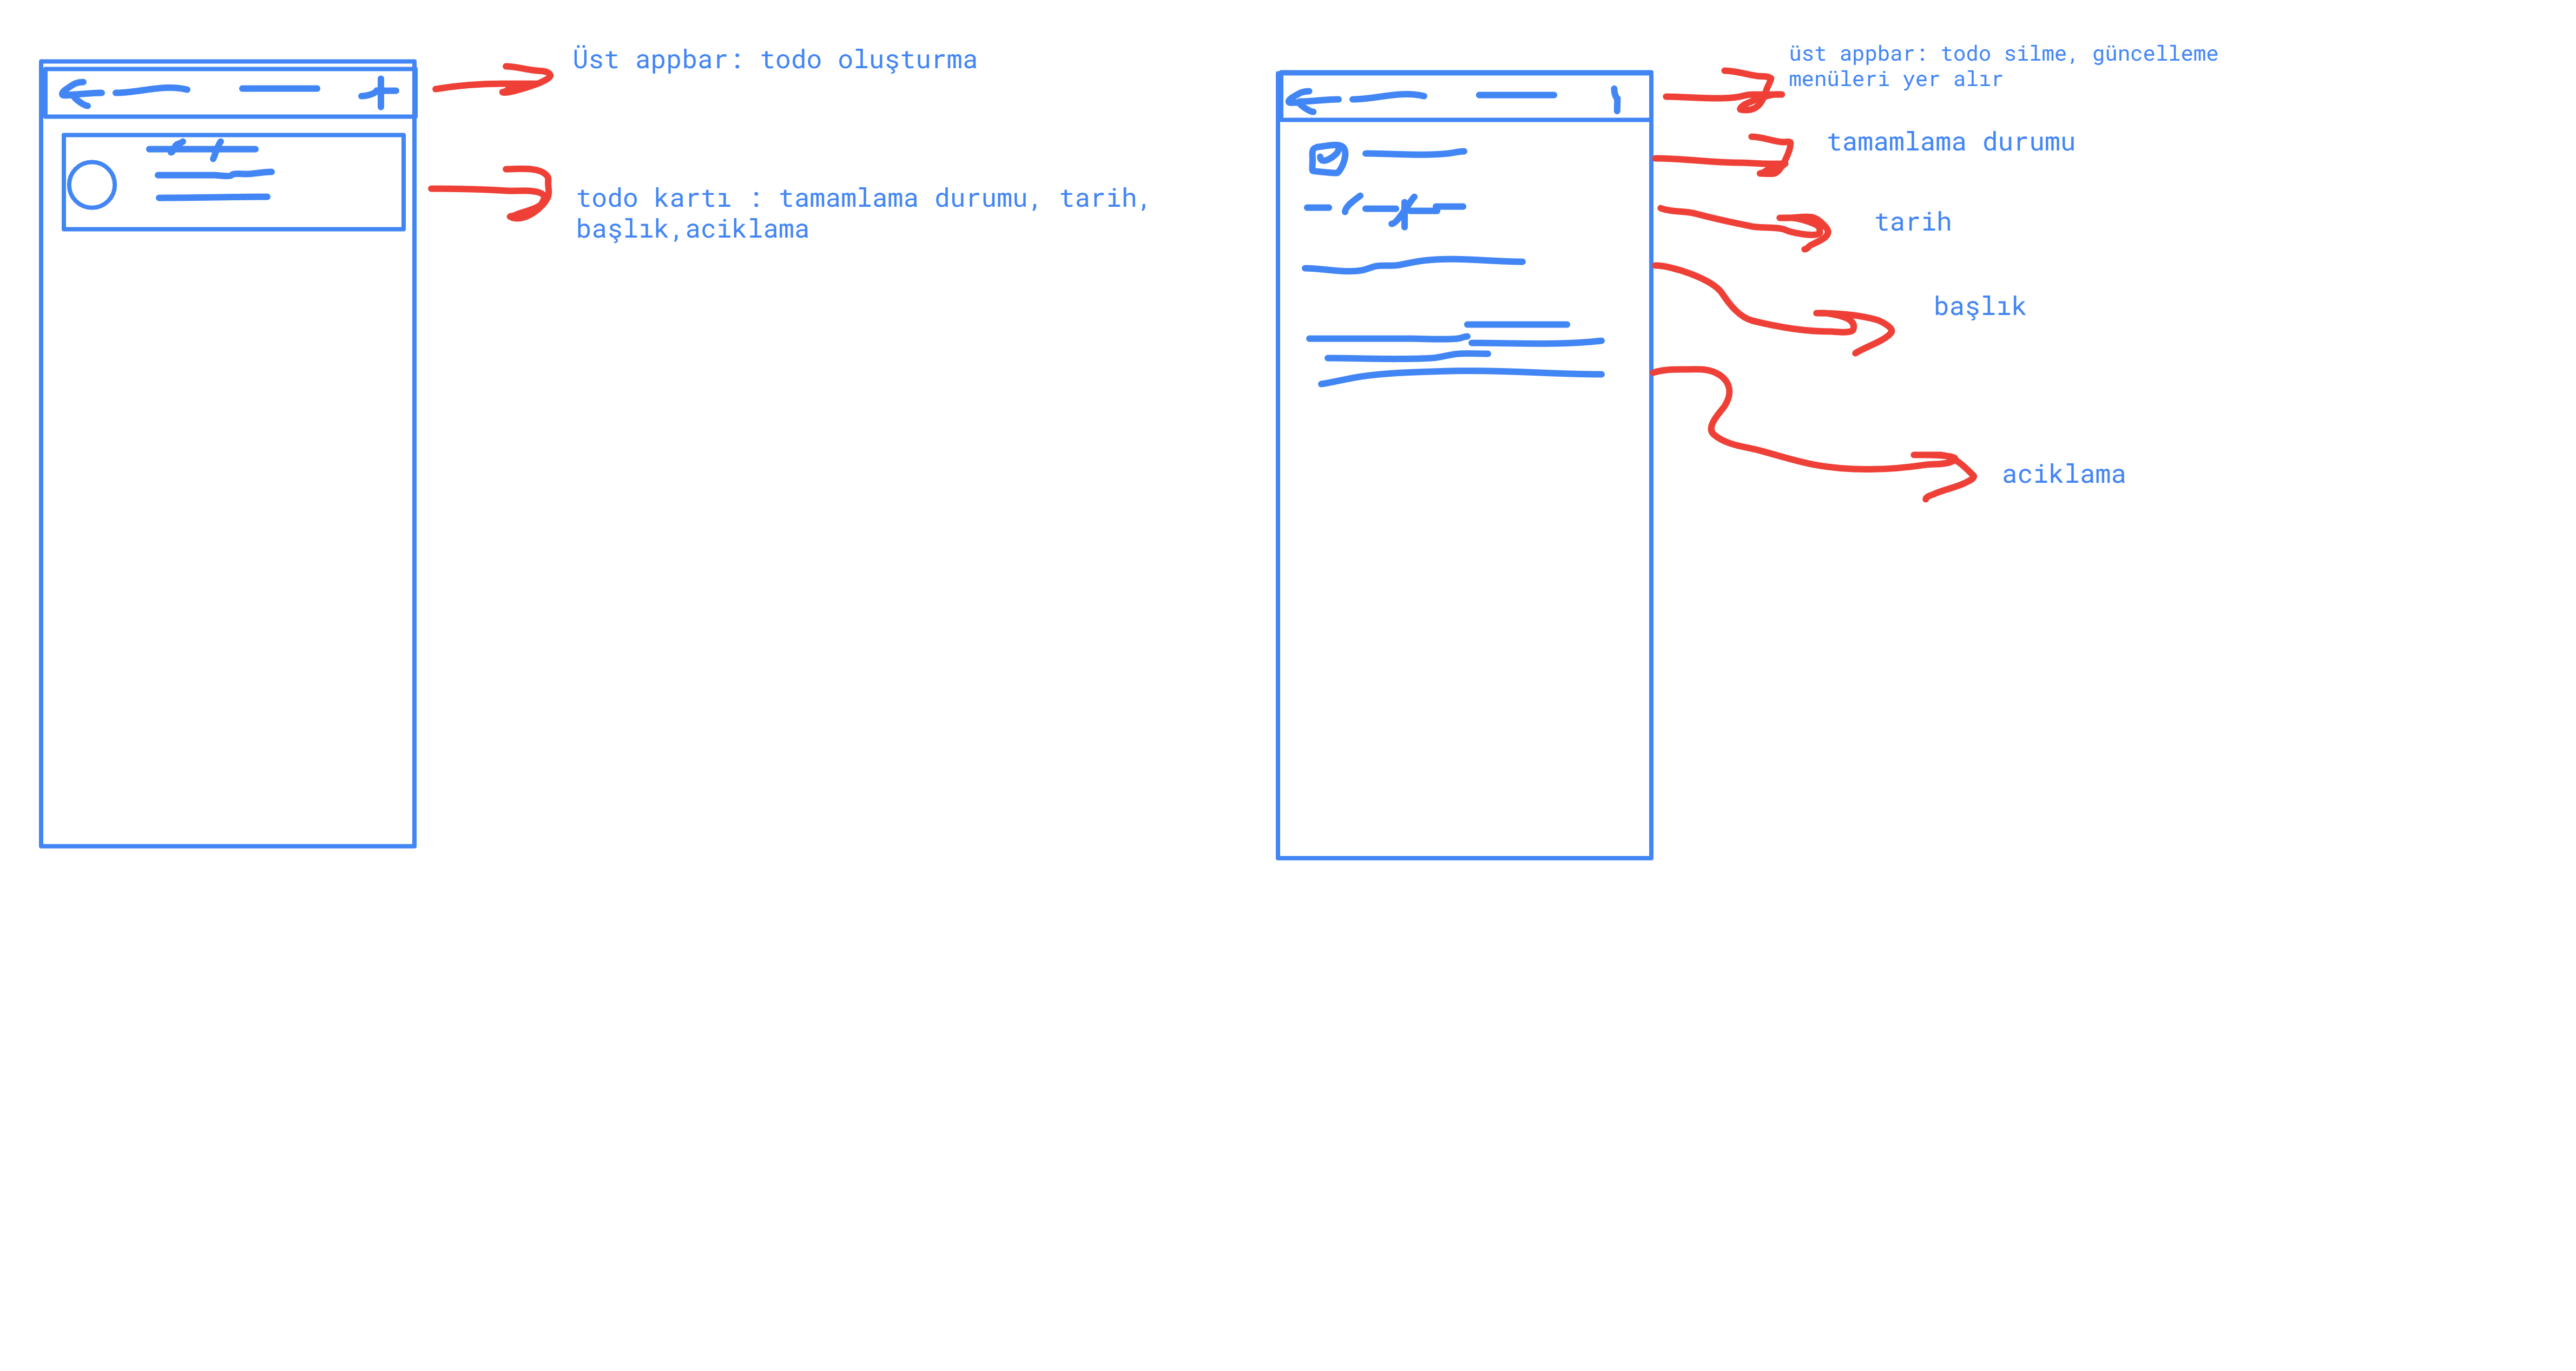 Üst appbar: todo oluşturma
todo kartı : tamamlama durumu, tarih,
başlık,aciklama
üst appbar: todo silme, güncelleme
menüleri yer alır
tamamlama durumu
tarih
başlık
aciklama